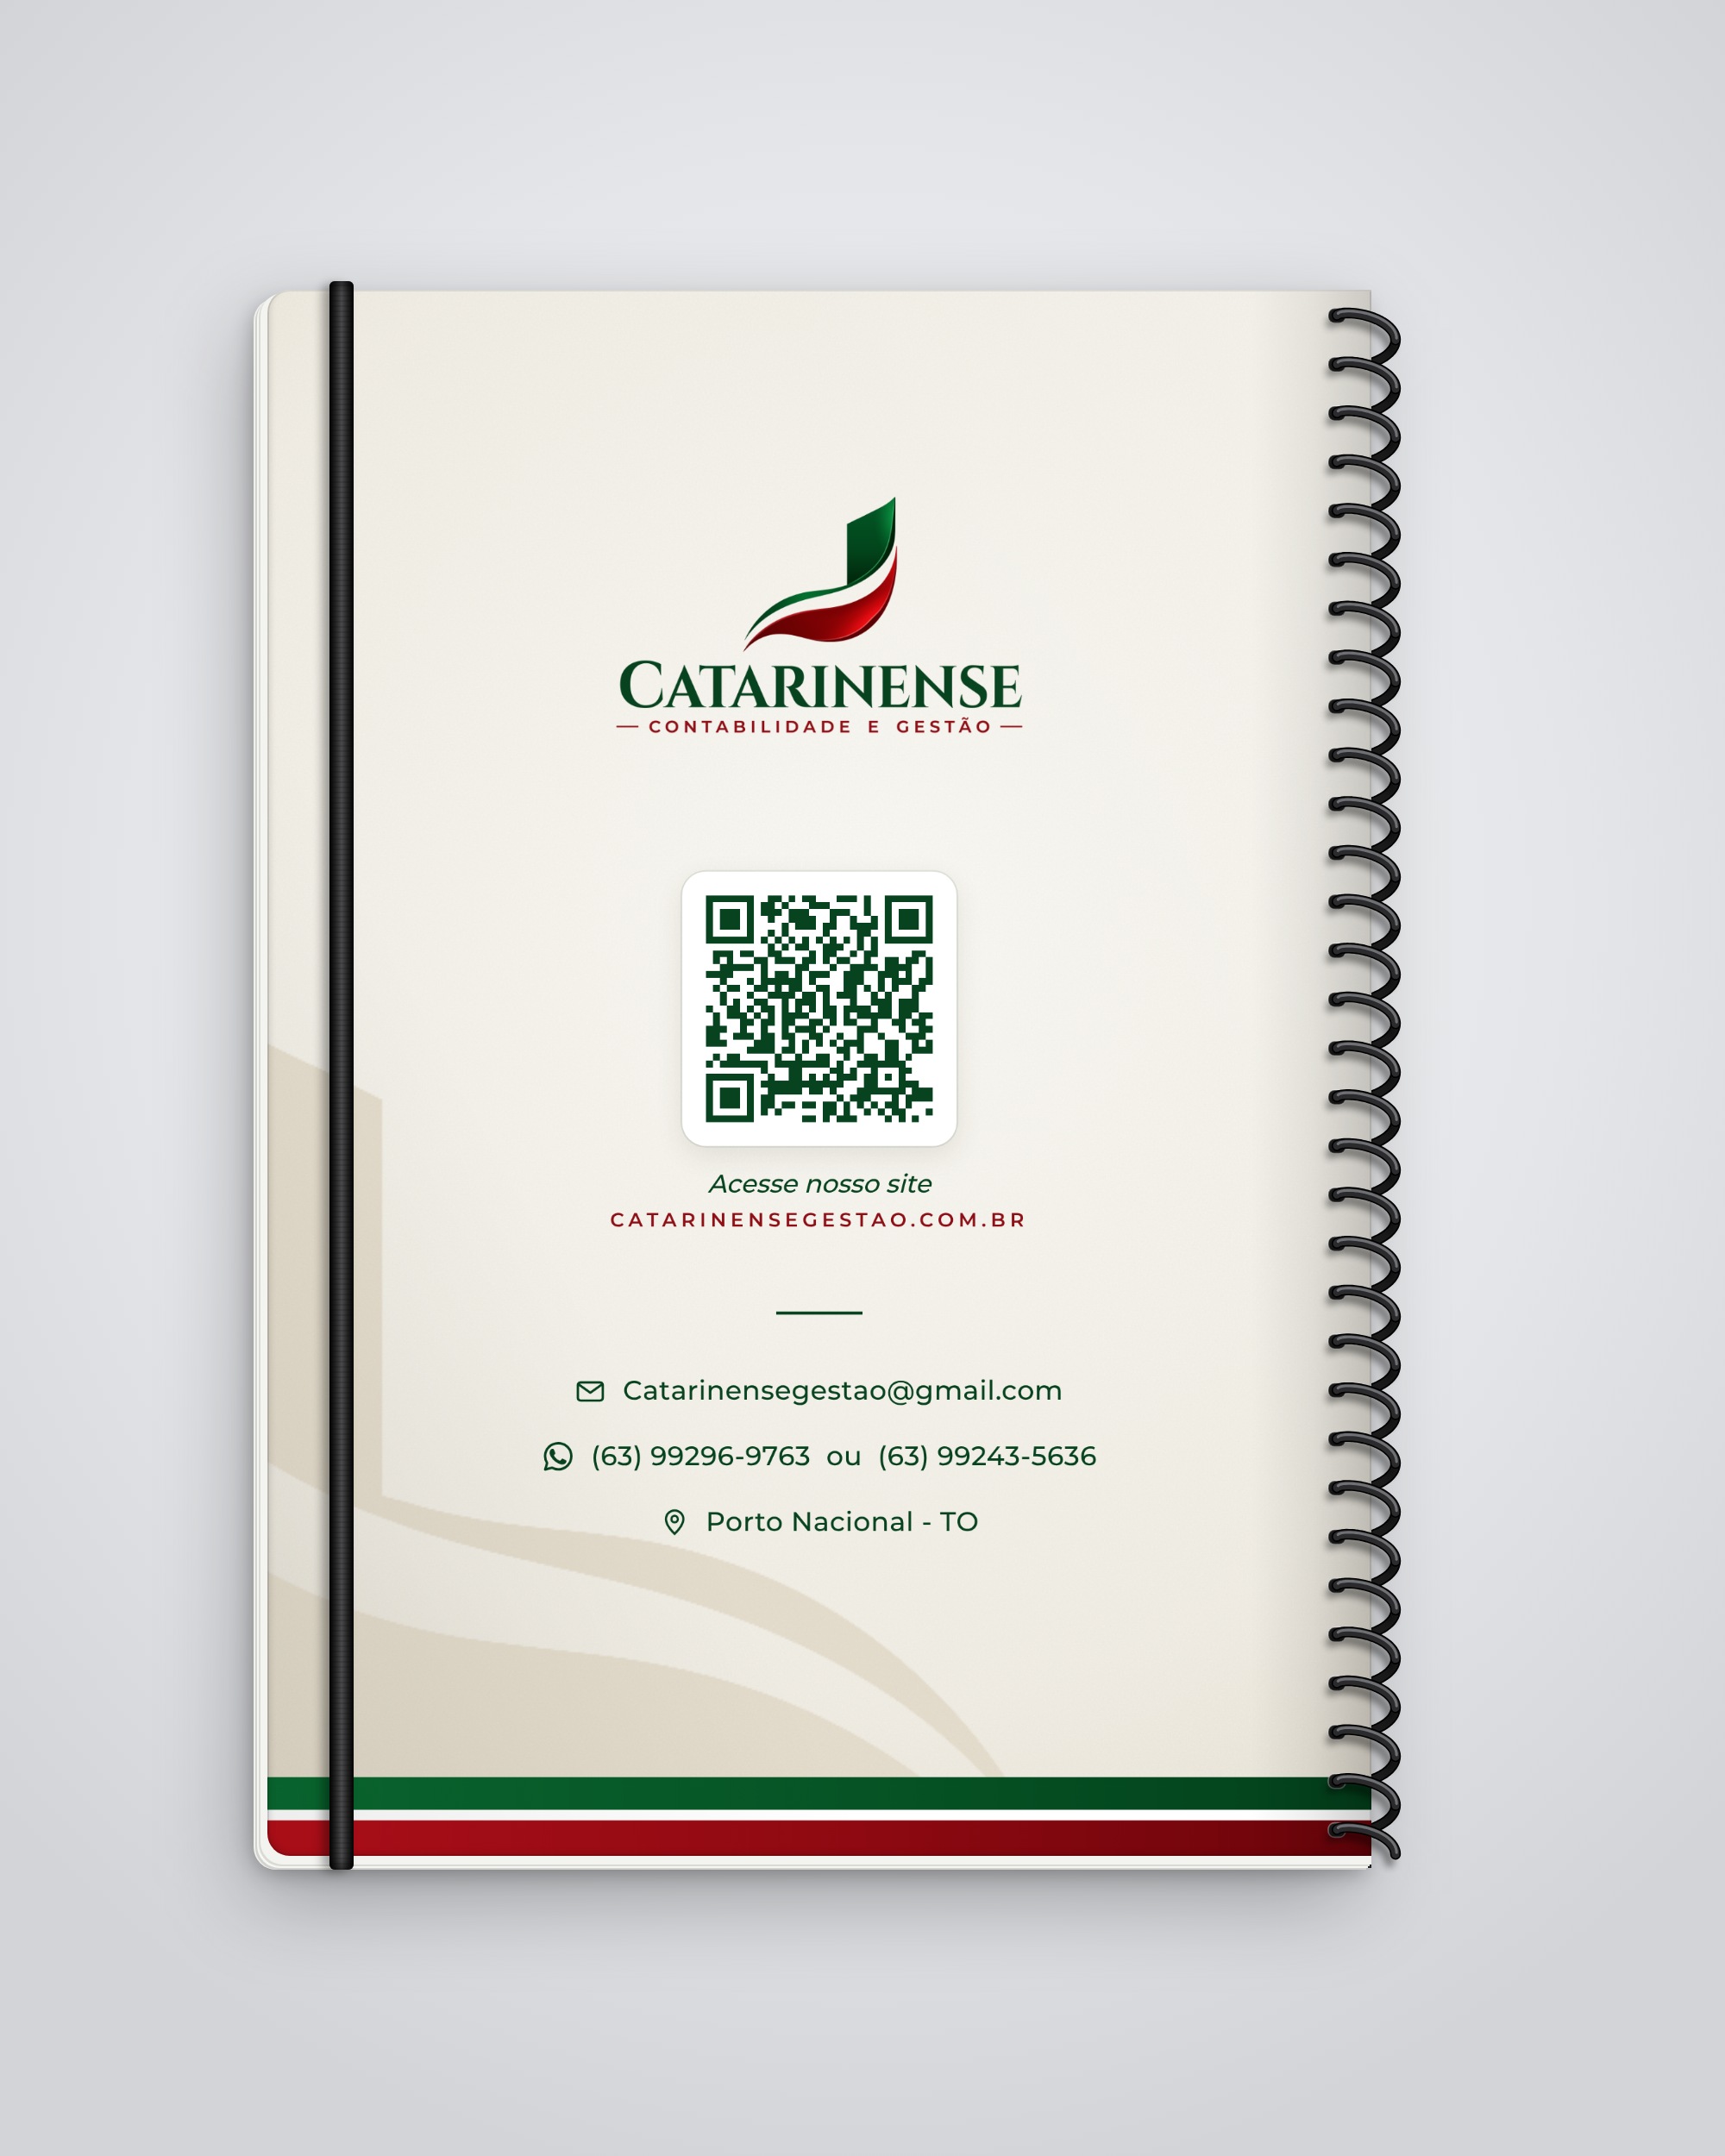 CATARINENSE
CONTABILIDADE E GESTÃO
Acesse nosso site
CATARINENSEGESTAO.COM.BR
Catarinensegestao@gmail.com
(63) 99296-9763 ou (63) 99243-5636
Porto Nacional - TO